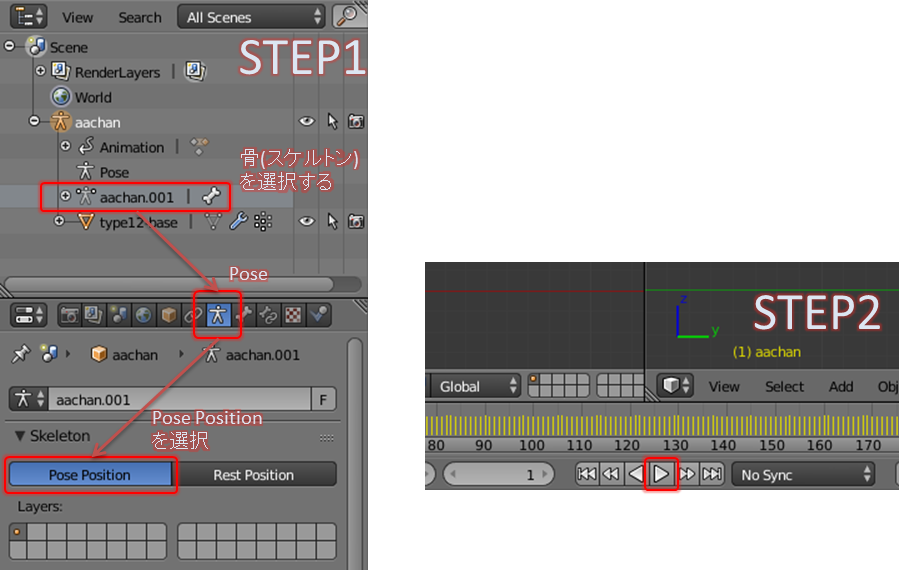 View Search All Scenes
STEP1
Scene
RenderLayers |
World
aachan
Animation |
骨(スケルトン)
を選択する
Pose
aachan.001 |
type12-base |
Pose
aachan aachan.001
aachan.001 F
Pose Position
を選択
Skeleton
Pose Position Rest Position
Layers:
STEP2
z
y
(1) aachan
Global View Select Add Obj
80 90 100 110 120 130 140 150 160 170
1 No Sync